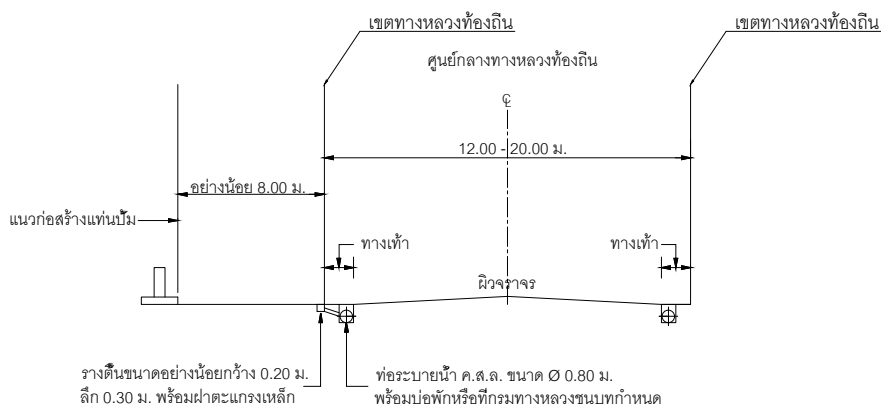 เขตทางหลวงท้องถิ่น
เขตทางหลวงท้องถิ่น
ศูนย์กลางทางหลวงท้องถิ่น
℄
12.00 - 20.00 ม.
อย่างน้อย 8.00 ม.
แนวก่อสร้างแท่นปั๊ม
ทางเท้า
ทางเท้า
ผิวจราจร
รางตื้นขนาดอย่างน้อยกว้าง 0.20 ม.
ลึก 0.30 ม. พร้อมฝาตะแกรงเหล็ก
ท่อระบายน้ำ ค.ส.ล. ขนาด Ø 0.80 ม.
พร้อมบ่อพักหรือที่กรมทางหลวงชนบทกำหนด